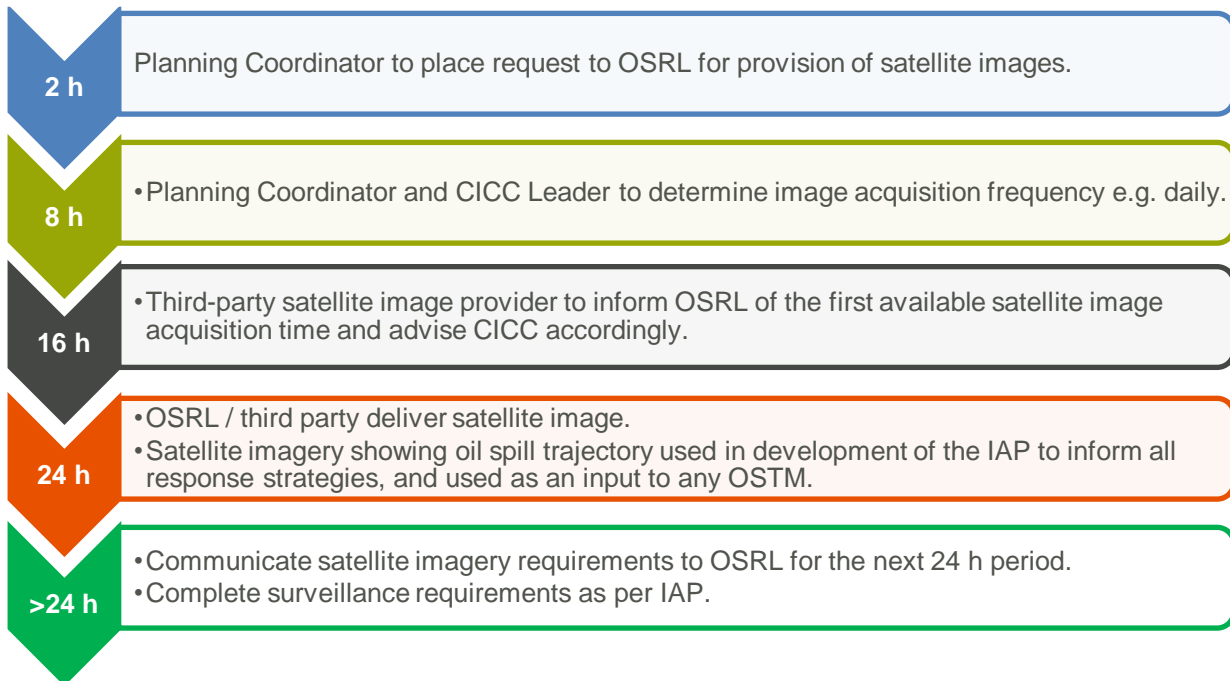 2 h
Planning Coordinator to place request to OSRL for provision of satellite images.
8 h
•Planning Coordinator and CICC Leader to determine image acquisition frequency e.g. daily.
16 h
•Third-party satellite image provider to inform OSRL of the first available satellite image
acquisition time and advise CICC accordingly.
24 h
•OSRL / third party deliver satellite image.
•Satellite imagery showing oil spill trajectory used in development of the IAP to inform all
response strategies, and used as an input to any OSTM.
>24 h
•Communicate satellite imagery requirements to OSRL for the next 24 h period.
•Complete surveillance requirements as per IAP.